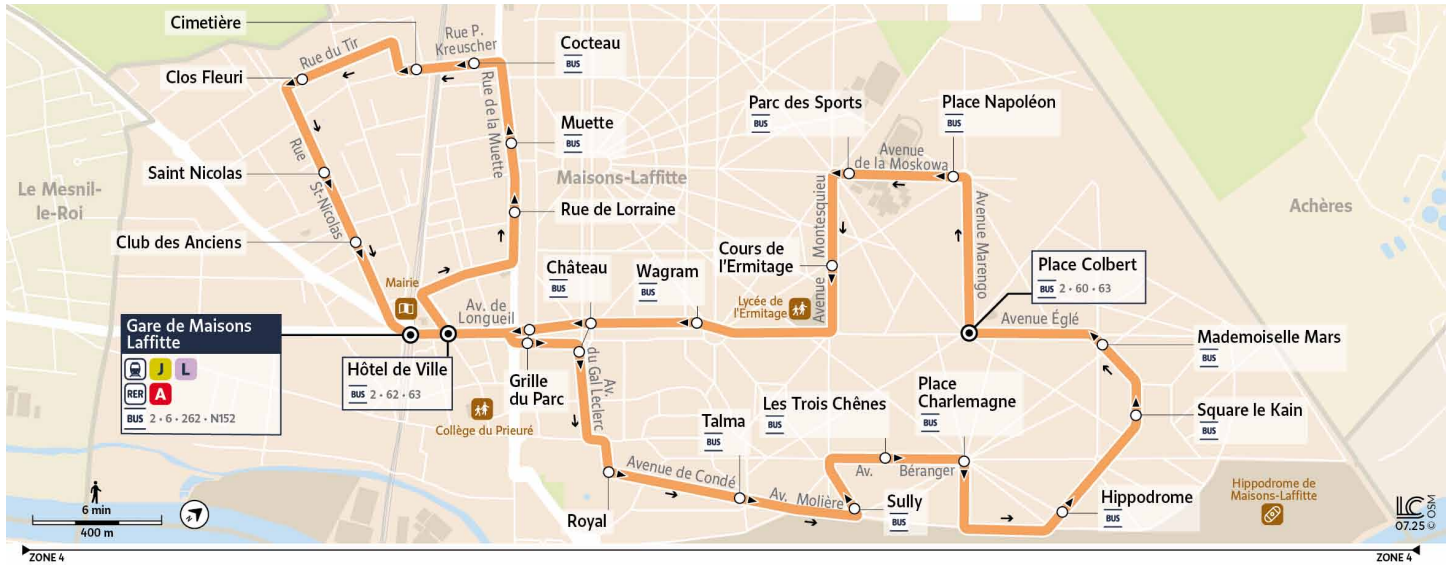 Cimetière
Rue P.
Kreuscher
Rue du Tir
Cocteau
BUS
Clos Fleuri
Rue de la Muette
Muette
BUS
Parc des Sports
BUS
Place Napoléon
BUS
Avenue
de la Moskowa
Saint Nicolas
Rue
St-Nicolas
Le Mesnil-
le-Roi
Maisons-Laffitte
Achères
Rue de Lorraine
Club des Anciens
Avenue Montesquieu
Avenue Marengo
Cours de
l'Ermitage
Place Colbert
BUS 2 • 60 • 63
Mairie
Château
BUS
Wagram
BUS
Lycée de
l'Ermitage
Av. de
Longueil
Avenue Églé
Gare de Maisons
Laffitte
J L
RER A
BUS 2 • 6 • 262 • N152
Hôtel de Ville
BUS 2 • 62 • 63
Mademoiselle Mars
BUS
Grille
du Parc
Av.
du Gal Leclerc
Place
Charlemagne
BUS
Les Trois Chênes
BUS
Talma
BUS
Square le Kain
BUS
Collège du Prieuré
Avenue de Condé
Av. Béranger
Av. Molière
Royal
Sully
BUS
Hippodrome
BUS
Hippodrome de
Maisons-Laffitte
6 min
400 m
LC
07.25 © OSM
ZONE 4
ZONE 4